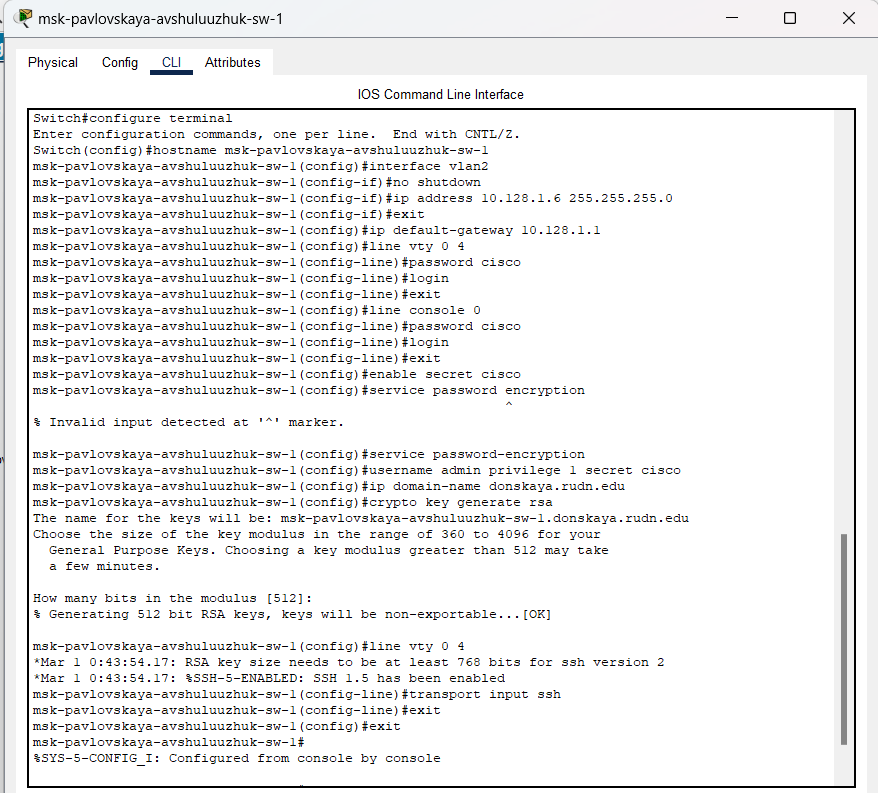 msk-pavlovskaya-avshuluuzhuk-sw-1
Physical Config CLI Attributes
IOS Command Line Interface
Switch#configure terminal
Enter configuration commands, one per line.  End with CNTL/Z.
Switch(config)#hostname msk-pavlovskaya-avshuluuzhuk-sw-1
msk-pavlovskaya-avshuluuzhuk-sw-1(config)#interface vlan2
msk-pavlovskaya-avshuluuzhuk-sw-1(config-if)#no shutdown
msk-pavlovskaya-avshuluuzhuk-sw-1(config-if)#ip address 10.128.1.6 255.255.255.0
msk-pavlovskaya-avshuluuzhuk-sw-1(config-if)#exit
msk-pavlovskaya-avshuluuzhuk-sw-1(config)#ip default-gateway 10.128.1.1
msk-pavlovskaya-avshuluuzhuk-sw-1(config)#line vty 0 4
msk-pavlovskaya-avshuluuzhuk-sw-1(config-line)#password cisco
msk-pavlovskaya-avshuluuzhuk-sw-1(config-line)#login
msk-pavlovskaya-avshuluuzhuk-sw-1(config-line)#exit
msk-pavlovskaya-avshuluuzhuk-sw-1(config)#line console 0
msk-pavlovskaya-avshuluuzhuk-sw-1(config-line)#password cisco
msk-pavlovskaya-avshuluuzhuk-sw-1(config-line)#login
msk-pavlovskaya-avshuluuzhuk-sw-1(config-line)#exit
msk-pavlovskaya-avshuluuzhuk-sw-1(config)#enable secret cisco
msk-pavlovskaya-avshuluuzhuk-sw-1(config)#service password encryption
^
% Invalid input detected at '^' marker.
msk-pavlovskaya-avshuluuzhuk-sw-1(config)#service password-encryption
msk-pavlovskaya-avshuluuzhuk-sw-1(config)#username admin privilege 1 secret cisco
msk-pavlovskaya-avshuluuzhuk-sw-1(config)#ip domain-name donskaya.rudn.edu
msk-pavlovskaya-avshuluuzhuk-sw-1(config)#crypto key generate rsa
The name for the keys will be: msk-pavlovskaya-avshuluuzhuk-sw-1.donskaya.rudn.edu
Choose the size of the key modulus in the range of 360 to 4096 for your
General Purpose Keys. Choosing a key modulus greater than 512 may take
a few minutes.
How many bits in the modulus [512]:
% Generating 512 bit RSA keys, keys will be non-exportable...[OK]
msk-pavlovskaya-avshuluuzhuk-sw-1(config)#line vty 0 4
*Mar 1 0:43:54.17: RSA key size needs to be at least 768 bits for ssh version 2
*Mar 1 0:43:54.17: %SSH-5-ENABLED: SSH 1.5 has been enabled
msk-pavlovskaya-avshuluuzhuk-sw-1(config-line)#transport input ssh
msk-pavlovskaya-avshuluuzhuk-sw-1(config-line)#exit
msk-pavlovskaya-avshuluuzhuk-sw-1(config)#exit
msk-pavlovskaya-avshuluuzhuk-sw-1#
%SYS-5-CONFIG_I: Configured from console by console